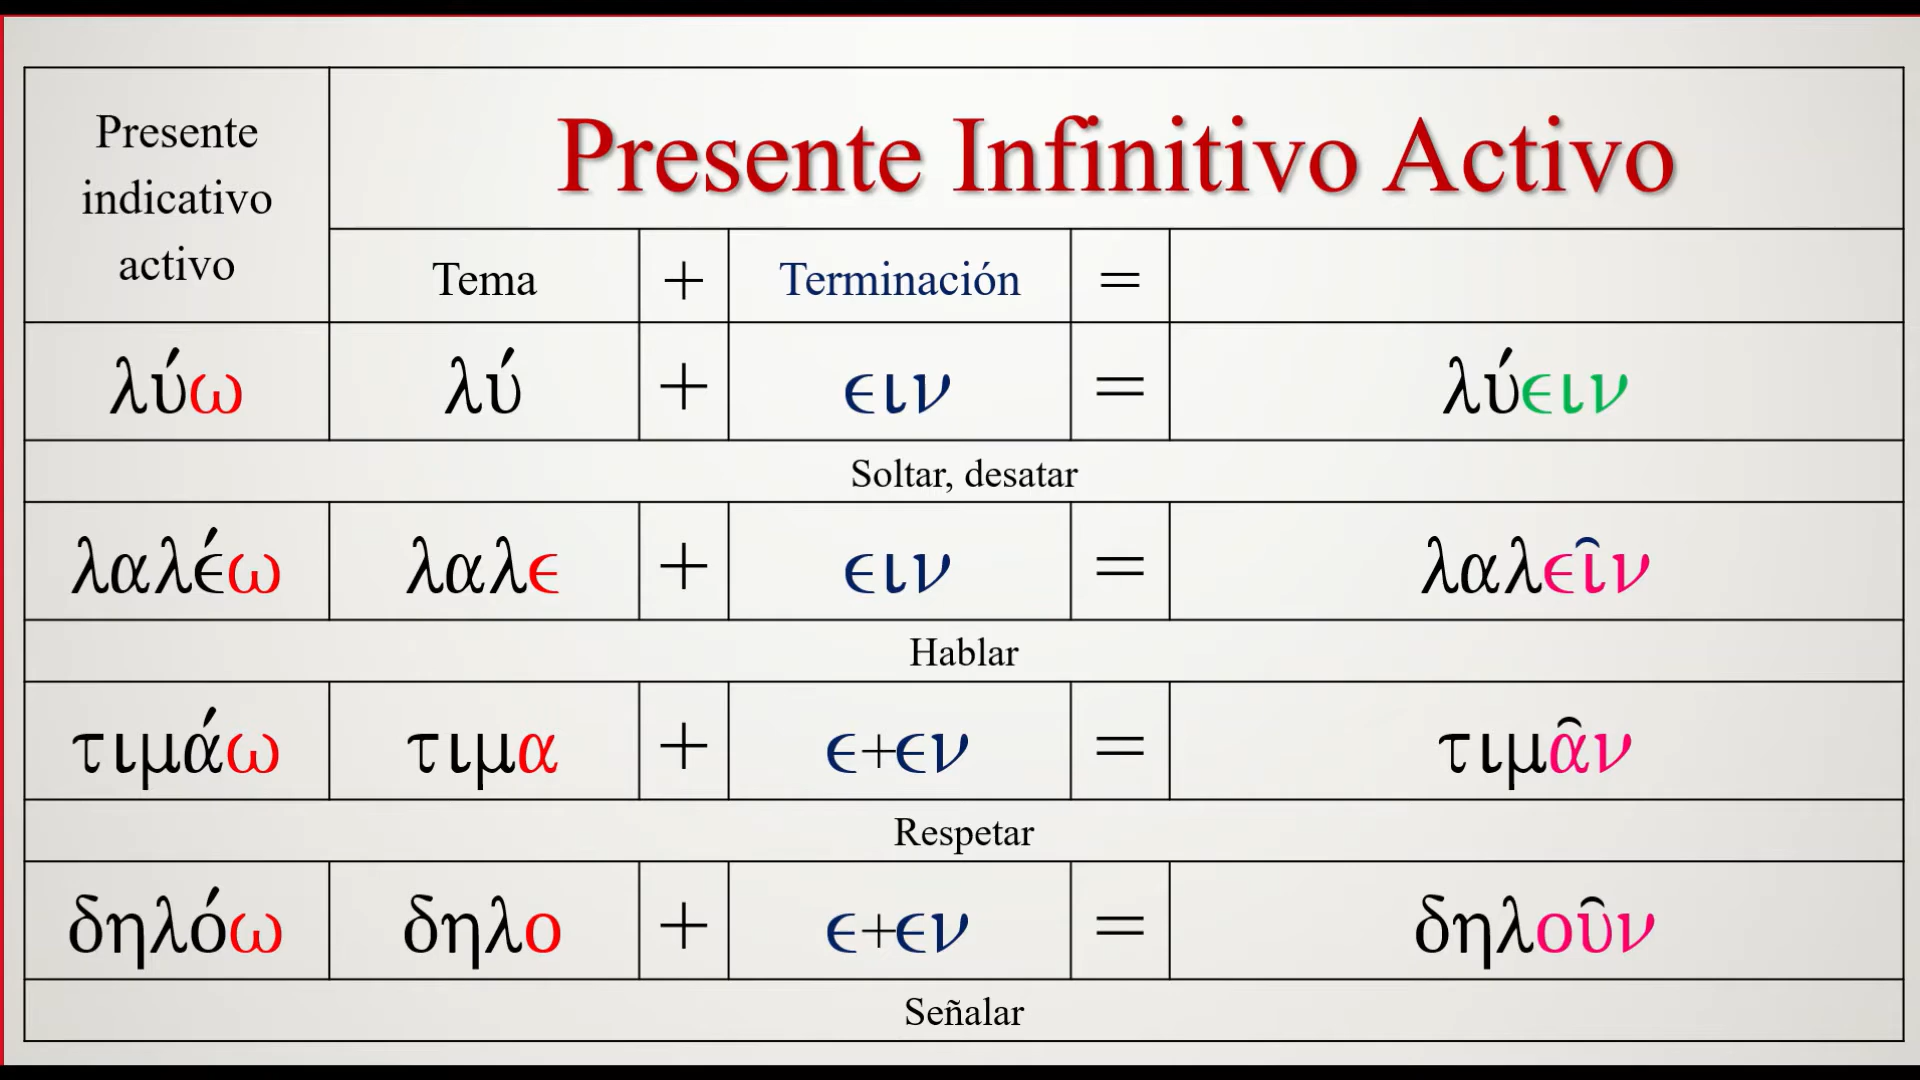 Presente
indicativo
activo
Presente Infinitivo Activo
Tema + Terminación =
λύω λύ + ειν = λύειν
Soltar, desatar
λαλέω λαλε + ειν = λαλεῖν
Hablar
τιμάω τιμα + ε+εν = τιμᾶν
Respetar
δηλόω δηλο + ε+εν = δηλοῦν
Señalar